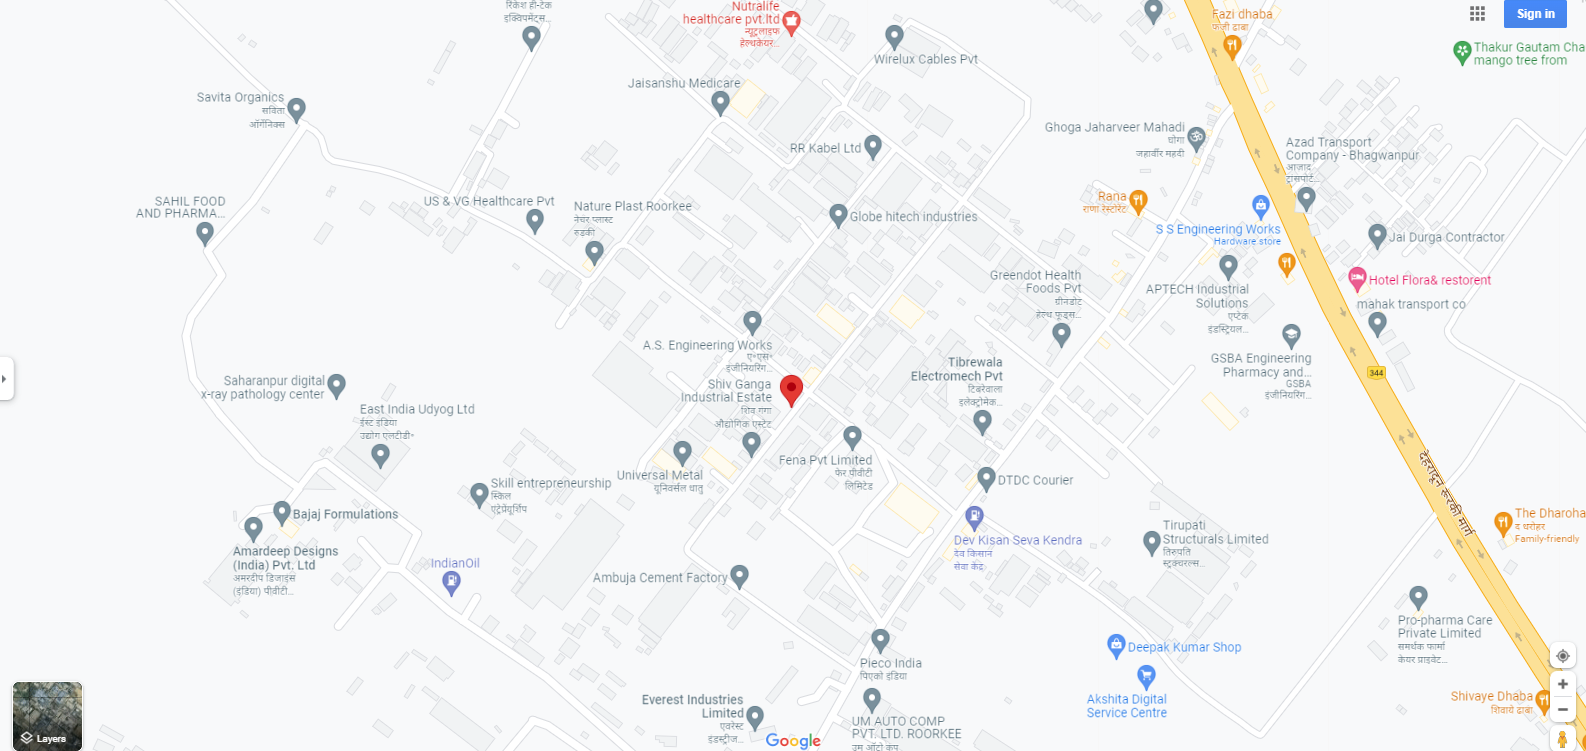 रिकेश ही-टेक
इक्विपमेंट्स...
Nutralife
healthcare pvt.ltd
न्यूट्रालाइफ
हेल्थकेयर...
Wirelux Cables Pvt
Fazi dhaba
फजी ढाबा
Sign in
Thakur Gautam Cha
mango tree from
Jaisanshu Medicare
Savita Organics
सविता
ऑर्गेनिक्स
RR Kabel Ltd
Ghoga Jaharveer Mahadi
घोगा
जहार्वीर महदी
Azad Transport
Company - Bhagwanpur
आज़ाद
ट्रांसपोर्ट...
SAHIL FOOD
AND PHARMA...
US & VG Healthcare Pvt
Nature Plast Roorkee
नेचर प्लास्ट
रुडकी
Globe hitech industries
Rana
राणा रेस्टोरेंट
S S Engineering Works
Hardware store
Jai Durga Contractor
Greendot Health
Foods Pvt
ग्रीनडोट
हेल्थ फूड्स...
APTECH Industrial
Solutions
एप्टेक
इंडस्ट्रियल...
Hotel Flora& restorent
mahak transport co
A.S. Engineering Works
ए॰एस॰
इंजीनियरिंग...
GSBA Engineering
Pharmacy and...
GSBA
इंजीनियरिंग...
Tibrewala
Electromech Pvt
टिबरेवाला
इलेक्ट्रोमेक...
344
Saharanpur digital
x-ray pathology center
Shiv Ganga
Industrial Estate
शिव गंगा
औद्योगिक एस्टेट
East India Udyog Ltd
ईस्ट इंडिया
उद्योग एलटीडी॰
Fena Pvt Limited
फेर पीवीटी
लिमिटेड
Universal Metal
यूनिवर्सल धातु
Skill entrepreneurship
स्किल
एंट्रेप्रेंयूर्शिप
DTDC Courier
देहरादून रूरकी मार्ग
Bajaj Formulations
The Dharoha
द धरोहर
Family-friendly
Amardeep Designs
(India) Pvt. Ltd
अमरदीप डिजाइंस
(इंडिया) पीवीटी...
Dev Kisan Seva Kendra
देव किसान
सेवा केंद्र
Tirupati
Structurals Limited
तिरुपति
स्ट्रक्चरल्स...
IndianOil
Ambuja Cement Factory
Pro-pharma Care
Private Limited
समर्थक फार्मा
केयर प्राइवेट...
Deepak Kumar Shop
Pieco India
पिएको इंडिया
Akshita Digital
Service Centre
Shivaye Dhaba
शिवाये ढाबा
Everest Industries
Limited
एवरेस्ट
इंडस्ट्रीज...
UM AUTO COMP
PVT. LTD. ROORKEE
उम ऑटो कंप
Layers
Google